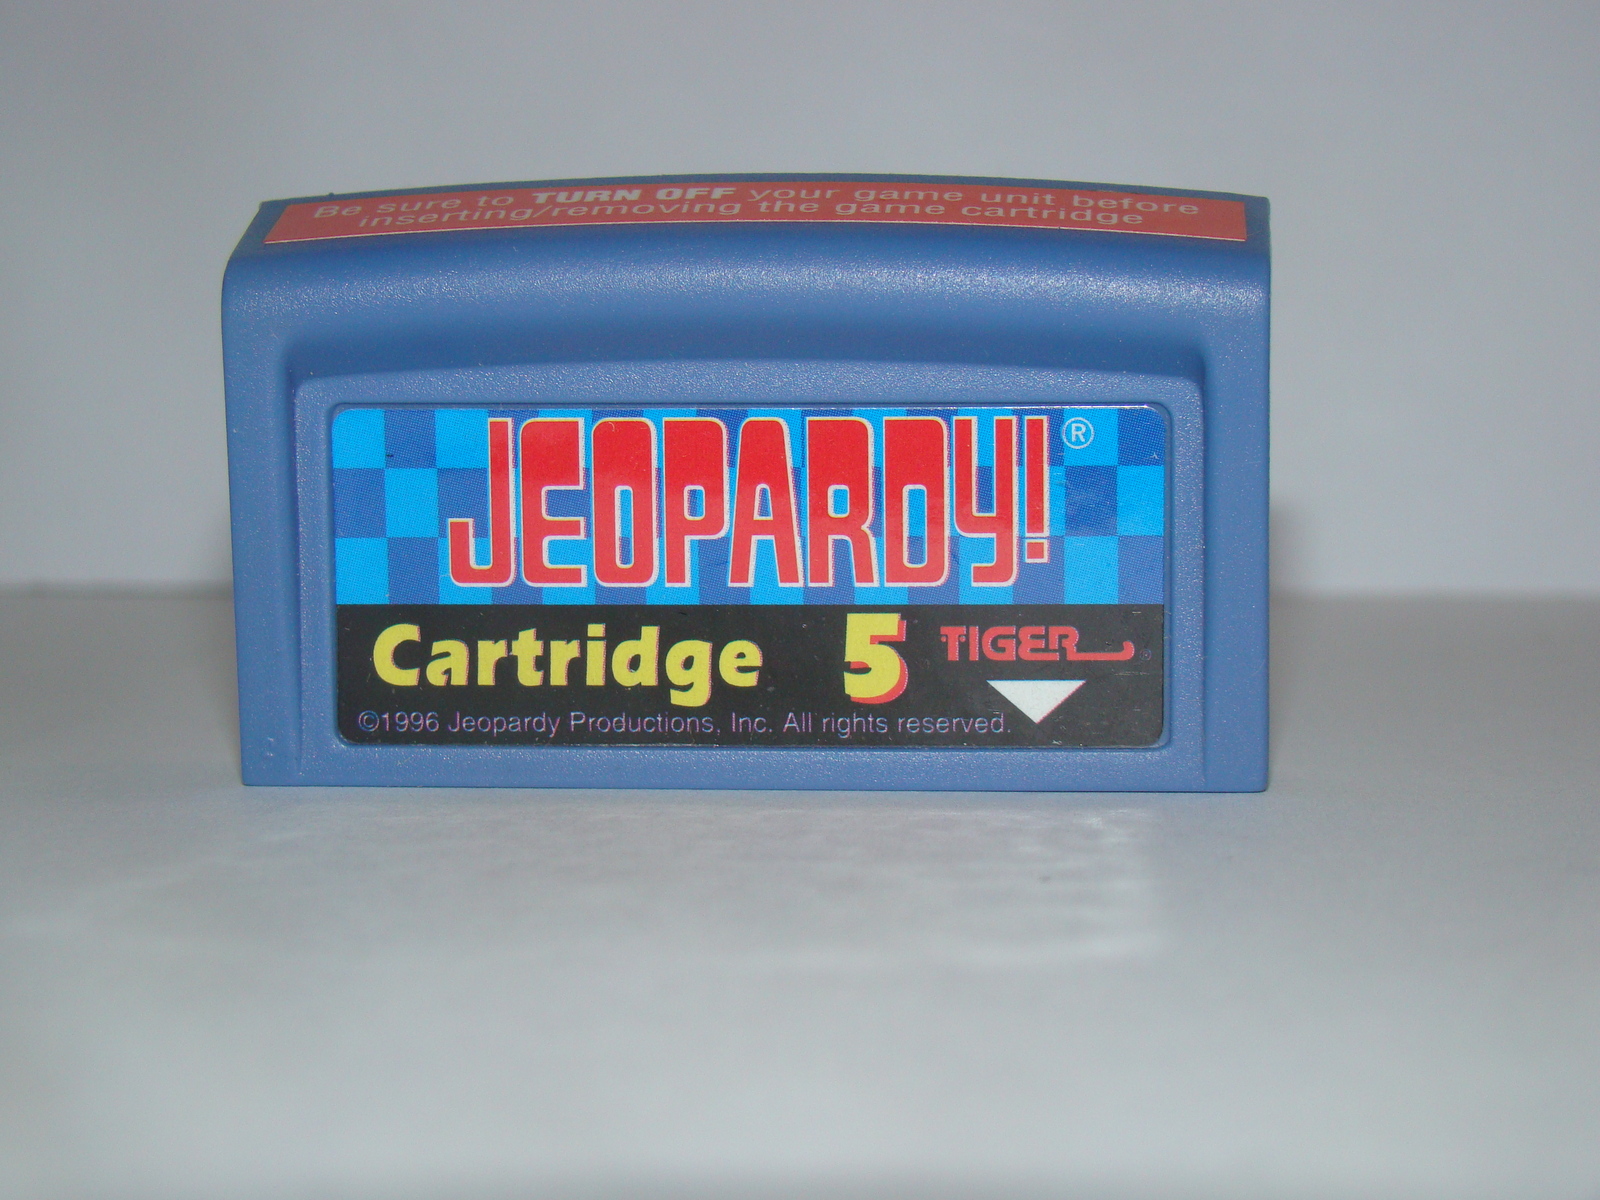 Be sure to TURN OFF your game unit before
inserting/removing the game cartridge
JEOPARDY!®
Cartridge 5 TIGER®
©1996 Jeopardy Productions, Inc. All rights reserved.